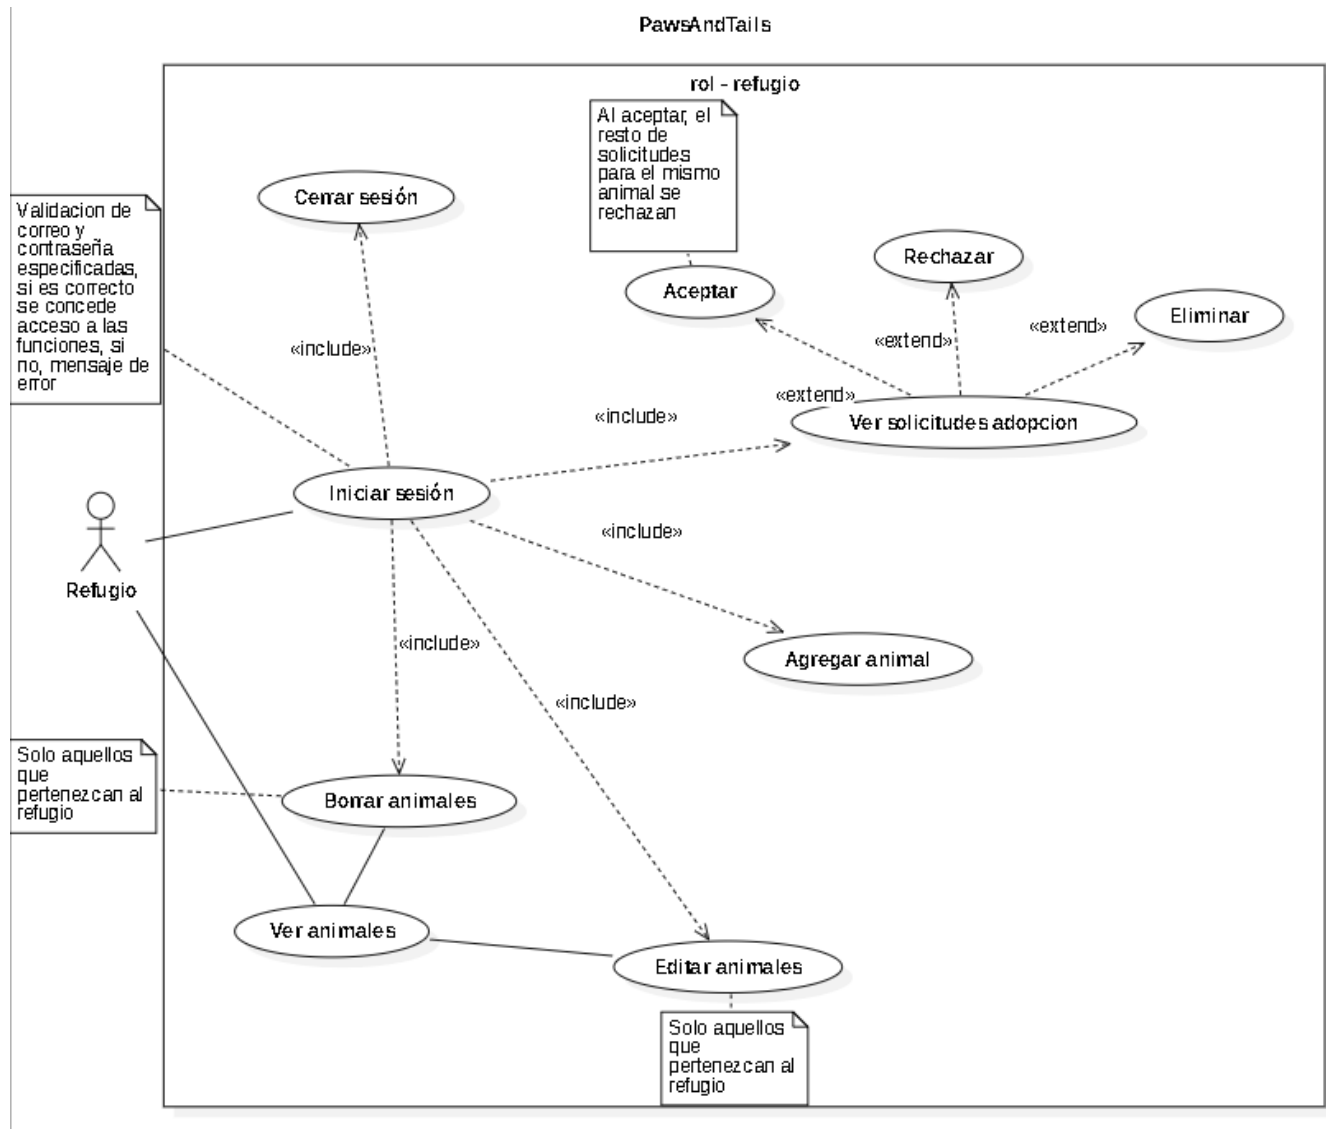 PawsAndTails
rol - refugio
Al aceptar, el
resto de
solicitudes
para el mismo
animal se
rechazan
Cerrar sesión
Validacion de
correo y
contraseña
especificadas,
si es correcto
se concede
acceso a las
funciones, si
no, mensaje de
error
Rechazar
Aceptar
Eliminar
«include»
«extend»
«extend»
«extend»
Ver solicitudes adopcion
«include»
Iniciar sesión
Refugio
«include»
«include»
Agregar animal
«include»
Solo aquellos
que
pertenezcan al
refugio
Borrar animales
Ver animales
Editar animales
Solo aquellos
que
pertenezcan al
refugio